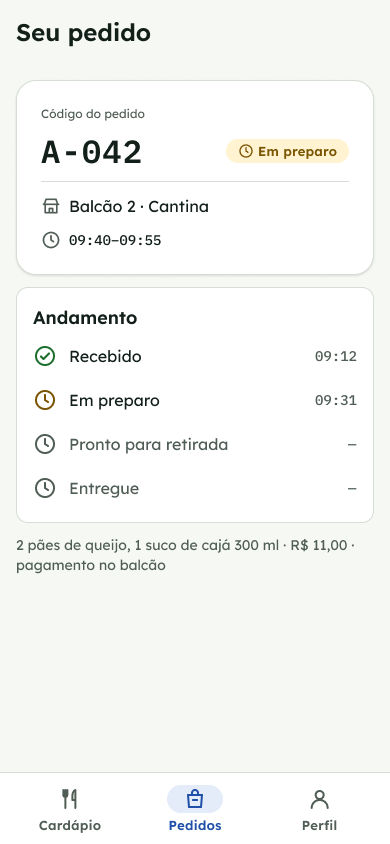 Seu pedido
Código do pedido
A-042
Em preparo
Balcão 2 · Cantina
09:40–09:55
Andamento
Recebido 09:12
Em preparo 09:31
Pronto para retirada –
Entregue –
2 pães de queijo, 1 suco de cajá 300 ml · R$ 11,00 ·
pagamento no balcão
Cardápio Pedidos Perfil